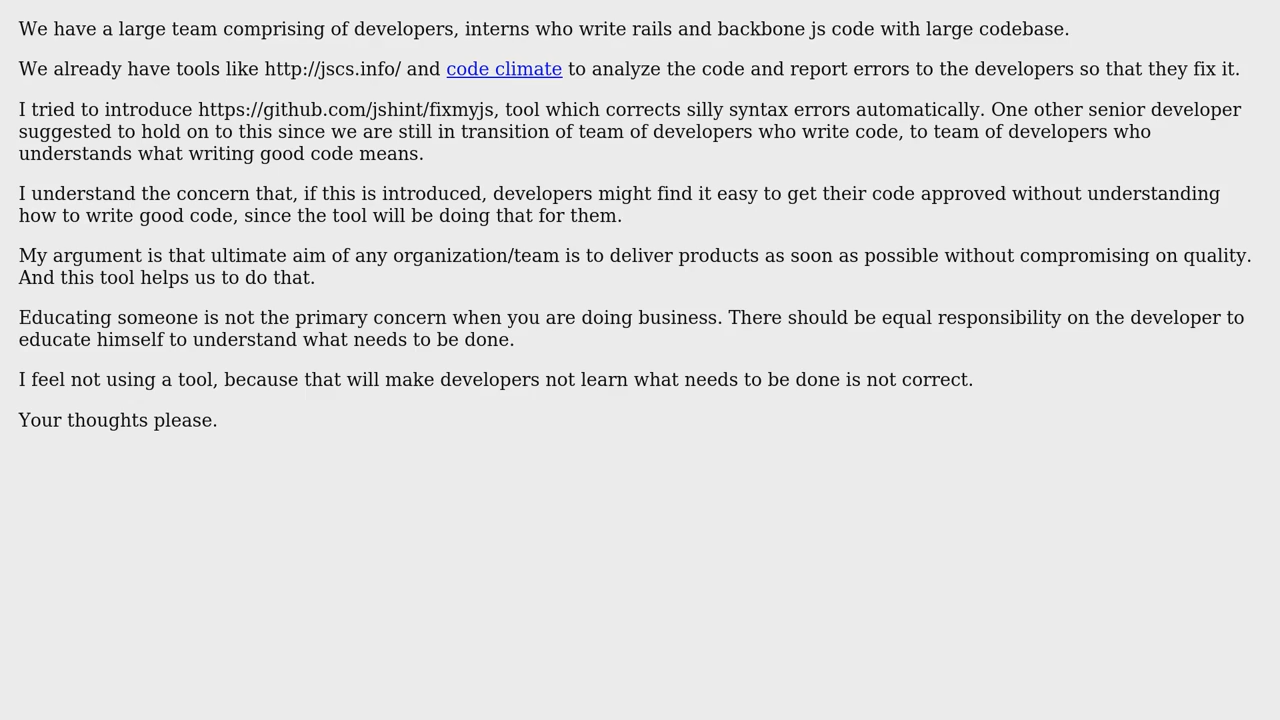 We have a large team comprising of developers, interns who write rails and backbone js code with large codebase.
We already have tools like http://jscs.info/ and code climate to analyze the code and report errors to the developers so that they fix it.
I tried to introduce https://github.com/jshint/fixmyjs, tool which corrects silly syntax errors automatically. One other senior developer
suggested to hold on to this since we are still in transition of team of developers who write code, to team of developers who
understands what writing good code means.
I understand the concern that, if this is introduced, developers might find it easy to get their code approved without understanding
how to write good code, since the tool will be doing that for them.
My argument is that ultimate aim of any organization/team is to deliver products as soon as possible without compromising on quality.
And this tool helps us to do that.
Educating someone is not the primary concern when you are doing business. There should be equal responsibility on the developer to
educate himself to understand what needs to be done.
I feel not using a tool, because that will make developers not learn what needs to be done is not correct.
Your thoughts please.